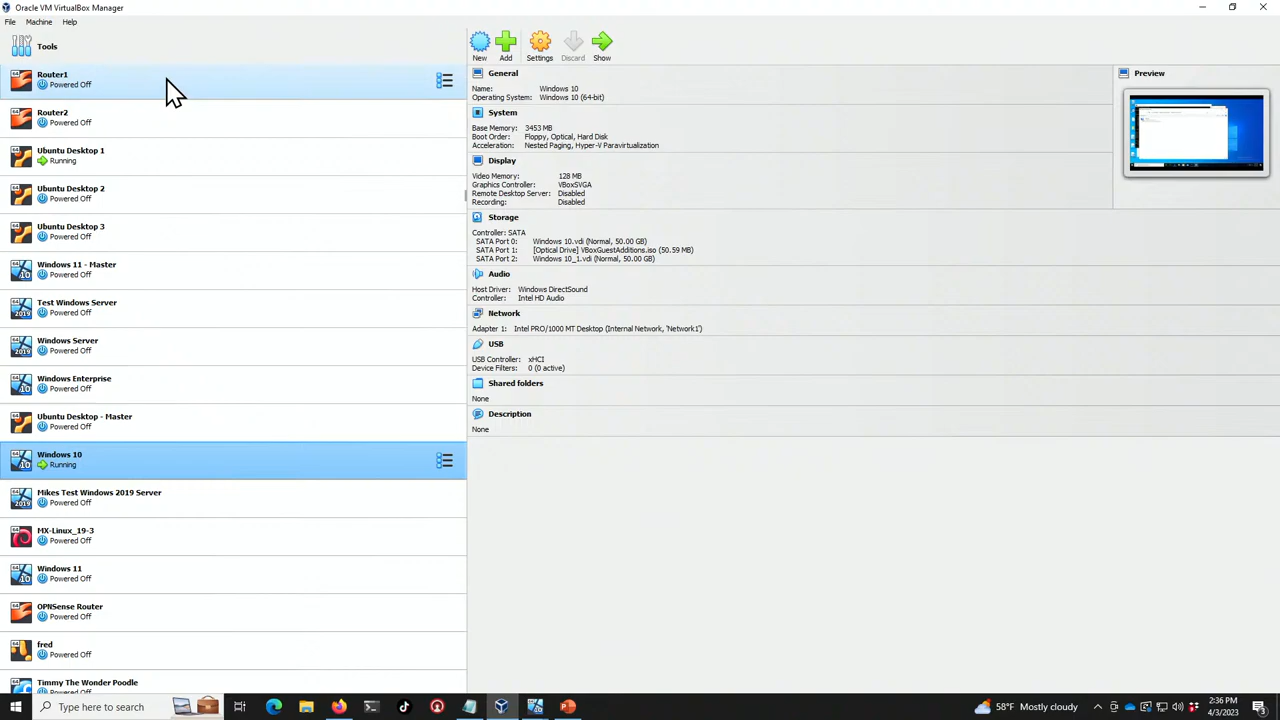 Oracle VM VirtualBox Manager
File Machine Help
Tools
Router1
Powered Off
Router2
Powered Off
Ubuntu Desktop 1
Running
Ubuntu Desktop 2
Powered Off
Ubuntu Desktop 3
Powered Off
Windows 11 - Master
Powered Off
Test Windows Server
Powered Off
Windows Server
Powered Off
Windows Enterprise
Powered Off
Ubuntu Desktop - Master
Powered Off
Windows 10
Running
Mikes Test Windows 2019 Server
Powered Off
MX-Linux_19-3
Powered Off
Windows 11
Powered Off
OPNSense Router
Powered Off
fred
Powered Off
Timmy The Wonder Poodle
New Add Settings Discard Show
General
Name: Windows 10
Operating System: Windows 10 (64-bit)
System
Base Memory: 3453 MB
Boot Order: Floppy, Optical, Hard Disk
Acceleration: Nested Paging, Hyper-V Paravirtualization
Display
Video Memory: 128 MB
Graphics Controller: VBoxSVGA
Remote Desktop Server: Disabled
Recording: Disabled
Storage
Controller: SATA
SATA Port 0: Windows 10.vdi (Normal, 50.00 GB)
SATA Port 1: [Optical Drive] VBoxGuestAdditions.iso (50.59 MB)
SATA Port 2: Windows 10_1.vdi (Normal, 50.00 GB)
Audio
Host Driver: Windows DirectSound
Controller: Intel HD Audio
Network
Adapter 1: Intel PRO/1000 MT Desktop (Internal Network, 'Network1')
USB
USB Controller: xHCI
Device Filters: 0 (0 active)
Shared folders
None
Description
None
Preview
Type here to search
58°F Mostly cloudy
2:36 PM
4/3/2023